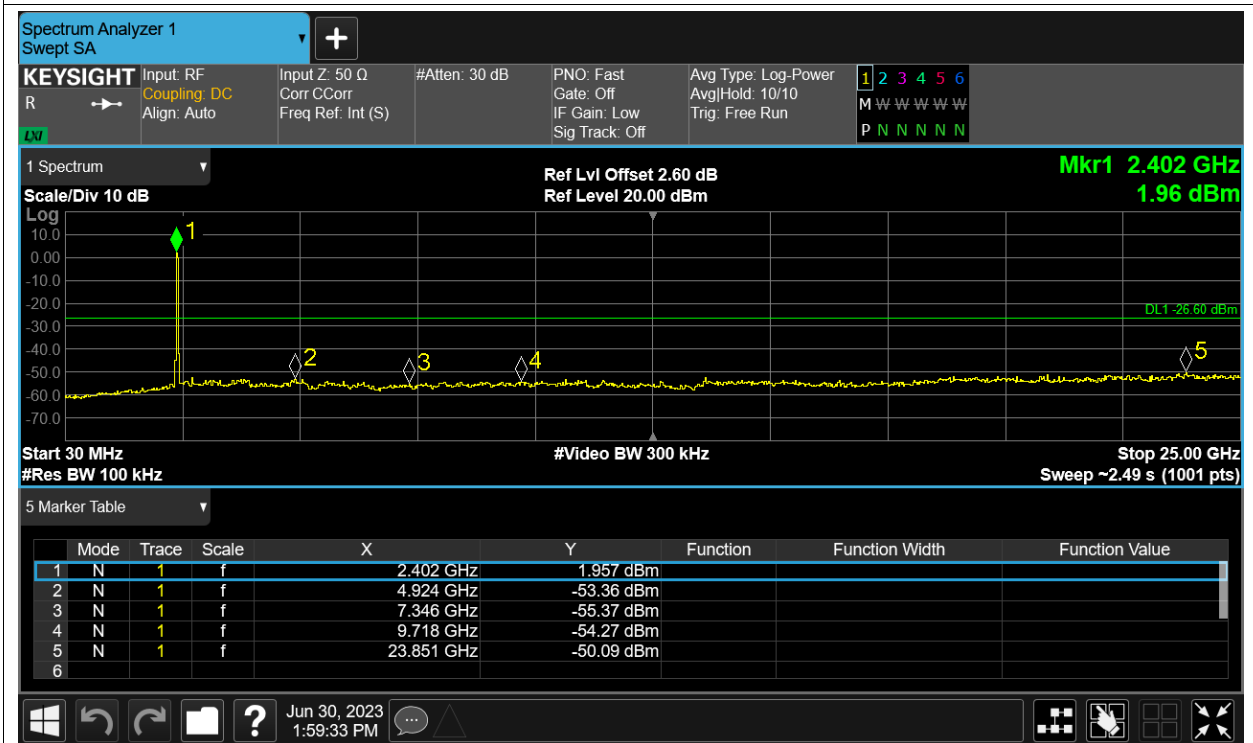 Spectrum Analyzer 1
Swept SA
KEYSIGHT
R
LXI
Input: RF
Coupling: DC
Align: Auto
Input Z: 50 Ω
Corr CCorr
Freq Ref: Int (S)
#Atten: 30 dB
PNO: Fast
Gate: Off
IF Gain: Low
Sig Track: Off
Avg Type: Log-Power
Avg|Hold: 10/10
Trig: Free Run
1 2 3 4 5 6
M W W W W W
P N N N N N
1 Spectrum
Scale/Div 10 dB
Ref Lvl Offset 2.60 dB
Ref Level 20.00 dBm
Mkr1 2.402 GHz
1.96 dBm
Log
10.0
0.00
-10.0
-20.0
-30.0
-40.0
-50.0
-60.0
-70.0
1
2
3
4
5
DL1 -26.60 dBm
Start 30 MHz
#Res BW 100 kHz
#Video BW 300 kHz
Stop 25.00 GHz
Sweep ~2.49 s (1001 pts)
5 Marker Table
Mode Trace Scale X Y Function Function Width Function Value
1 N 1 f 2.402 GHz 1.957 dBm
2 N 1 f 4.924 GHz -53.36 dBm
3 N 1 f 7.346 GHz -55.37 dBm
4 N 1 f 9.718 GHz -54.27 dBm
5 N 1 f 23.851 GHz -50.09 dBm
6
?
Jun 30, 2023
1:59:33 PM